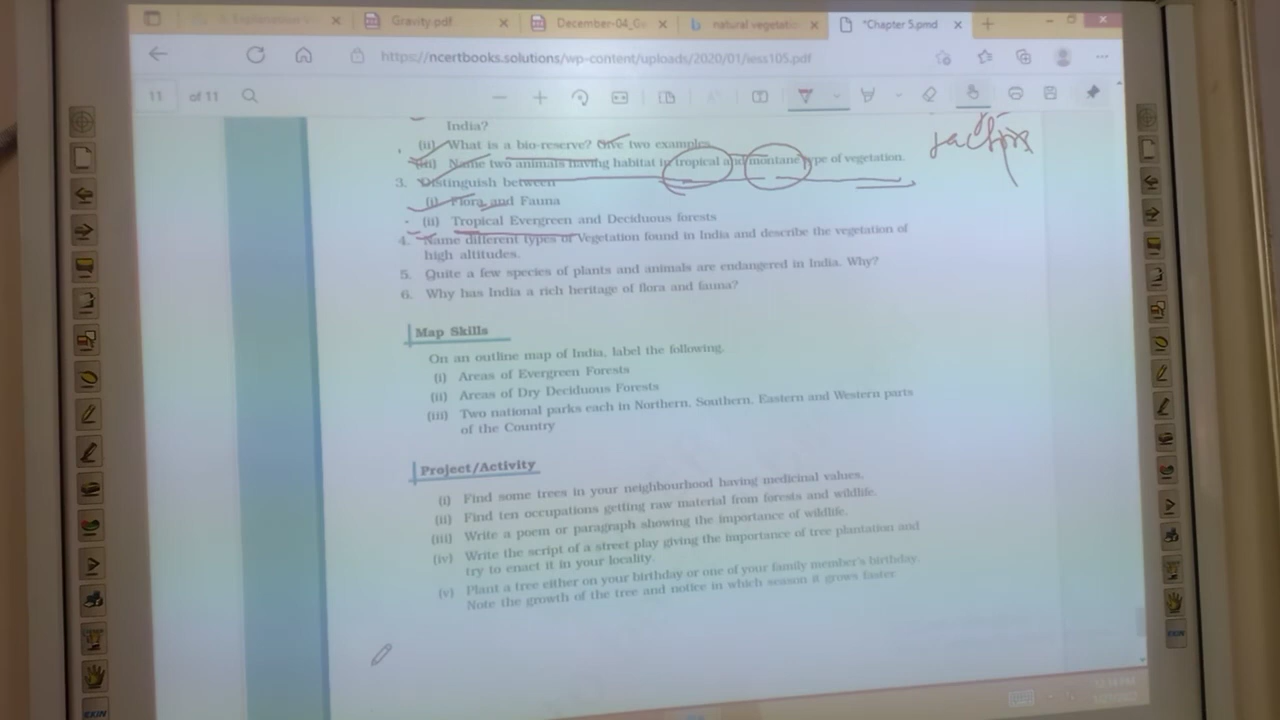 Gravity.pdf
December-04_Ge
natural vegetatio
*Chapter 5.pmd
https://ncertbooks.solutions/wp-content/uploads/2020/01/iess105.pdf
11 of 11
India?
(ii) What is a bio-reserve? Give two examples.
(iii) Name two animals having habitat in tropical and montane type of vegetation.
3. Distinguish between
(i) Flora and Fauna
(ii) Tropical Evergreen and Deciduous forests
4. Name different types of Vegetation found in India and describe the vegetation of
high altitudes.
5. Quite a few species of plants and animals are endangered in India. Why?
6. Why has India a rich heritage of flora and fauna?
Map Skills
On an outline map of India, label the following.
(i) Areas of Evergreen Forests
(ii) Areas of Dry Deciduous Forests
(iii) Two national parks each in Northern, Southern, Eastern and Western parts
of the Country
Project/Activity
(i) Find some trees in your neighbourhood having medicinal values.
(ii) Find ten occupations getting raw material from forests and wildlife.
(iii) Write a poem or paragraph showing the importance of wildlife.
(iv) Write the script of a street play giving the importance of tree plantation and
try to enact it in your locality.
(v) Plant a tree either on your birthday or one of your family member's birthday.
Note the growth of the tree and notice in which season it grows faster.
SKIN